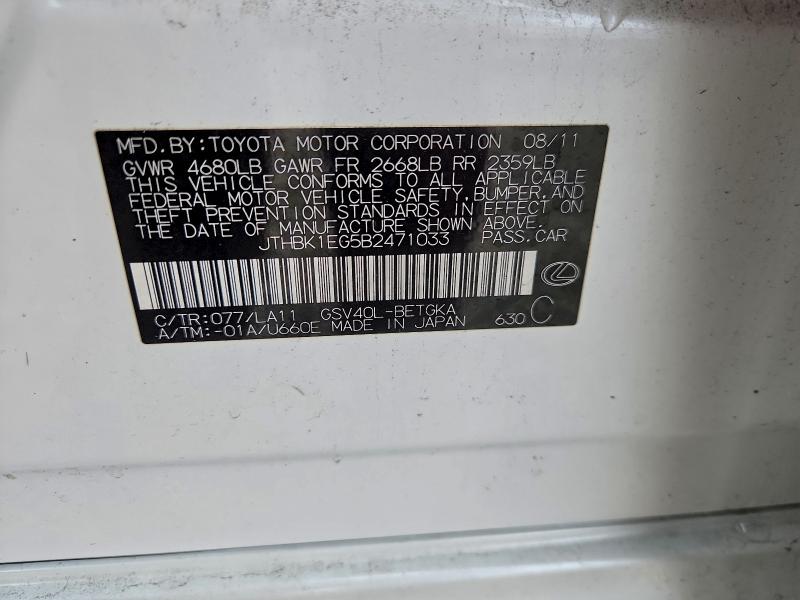 MFD.BY:TOYOTA MOTOR CORPORATION 08/11
GVWR 4680LB GAWR FR 2668LB RR 2359LB
THIS VEHICLE CONFORMS TO ALL APPLICABLE
FEDERAL MOTOR VEHICLE SAFETY,BUMPER,AND
THEFT PREVENTION STANDARDS IN EFFECT ON
THE DATE OF MANUFACTURE SHOWN ABOVE.
JTHBK1EG5B2471033 PASS.CAR
C/TR:077/LA11 GSV40L-BETGKA
A/TM:-01A/U660E MADE IN JAPAN 630 C